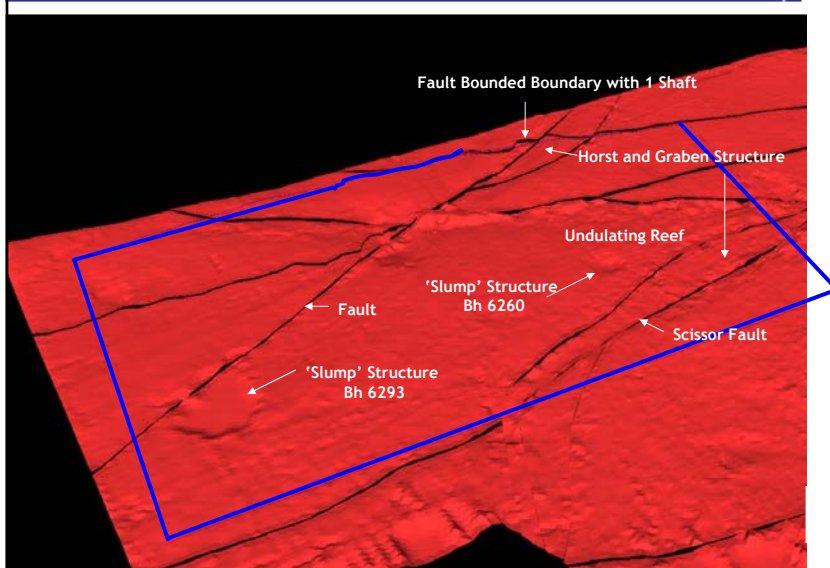 Fault Bounded Boundary with 1 Shaft
Horst and Graben Structure
Undulating Reef
‘Slump’ Structure
Bh 6260
Fault
Scissor Fault
‘Slump’ Structure
Bh 6293